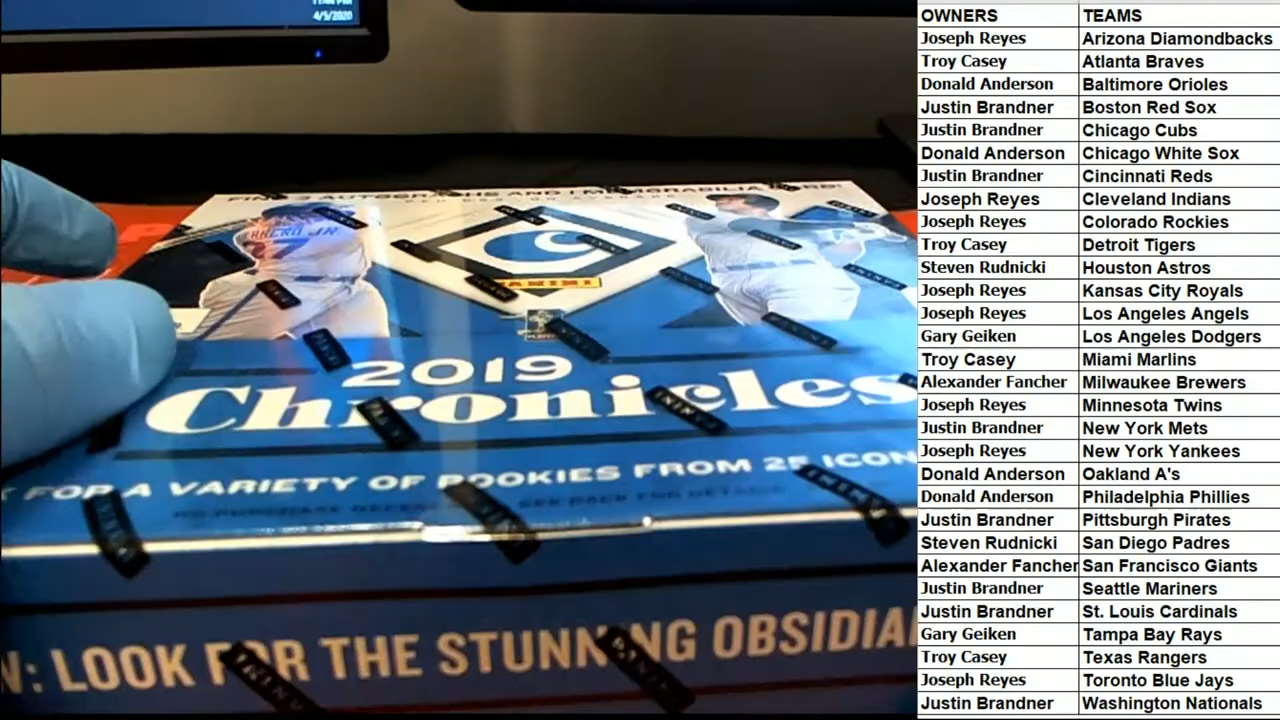 11:44 PM
4/5/2020
AUTOGRAPHS AND MEMORABILIA
27
PANINI
2019
Chronicles
FOR A VARIETY OF ROOKIES FROM 25 ICON
LOOK FOR THE STUNNING OBSIDIA
OWNERS TEAMS
Joseph Reyes Arizona Diamondbacks
Troy Casey Atlanta Braves
Donald Anderson Baltimore Orioles
Justin Brandner Boston Red Sox
Justin Brandner Chicago Cubs
Donald Anderson Chicago White Sox
Justin Brandner Cincinnati Reds
Joseph Reyes Cleveland Indians
Joseph Reyes Colorado Rockies
Troy Casey Detroit Tigers
Steven Rudnicki Houston Astros
Joseph Reyes Kansas City Royals
Joseph Reyes Los Angeles Angels
Gary Geiken Los Angeles Dodgers
Troy Casey Miami Marlins
Alexander Fancher Milwaukee Brewers
Joseph Reyes Minnesota Twins
Justin Brandner New York Mets
Joseph Reyes New York Yankees
Donald Anderson Oakland A's
Donald Anderson Philadelphia Phillies
Justin Brandner Pittsburgh Pirates
Steven Rudnicki San Diego Padres
Alexander Fancher San Francisco Giants
Justin Brandner Seattle Mariners
Justin Brandner St. Louis Cardinals
Gary Geiken Tampa Bay Rays
Troy Casey Texas Rangers
Joseph Reyes Toronto Blue Jays
Justin Brandner Washington Nationals